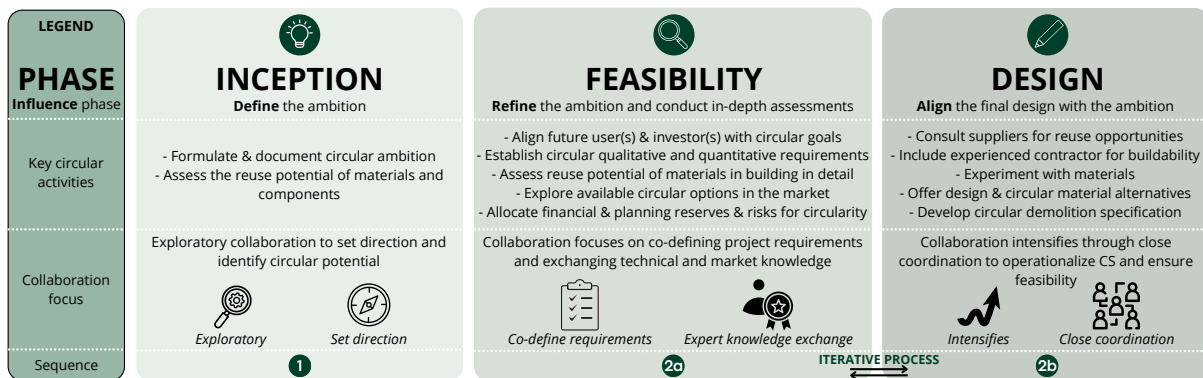 LEGEND
PHASE
Influence phase
Key circular
activities
Collaboration
focus
Sequence
INCEPTION
Define the ambition
- Formulate & document circular ambition
- Assess the reuse potential of materials and
components
Exploratory collaboration to set direction and
identify circular potential
Exploratory
Set direction
1
FEASIBILITY
Refine the ambition and conduct in-depth assessments
- Align future user(s) & investor(s) with circular goals
- Establish circular qualitative and quantitative requirements
- Assess reuse potential of materials in building in detail
- Explore available circular options in the market
- Allocate financial & planning reserves & risks for circularity
Collaboration focuses on co-defining project requirements
and exchanging technical and market knowledge
Co-define requirements
Expert knowledge exchange
2a
ITERATIVE PROCESS
DESIGN
Align the final design with the ambition
- Consult suppliers for reuse opportunities
- Include experienced contractor for buildability
- Experiment with materials
- Offer design & circular material alternatives
- Develop circular demolition specification
Collaboration intensifies through close
coordination to operationalize CS and ensure
feasibility
Intensifies
Close coordination
2b